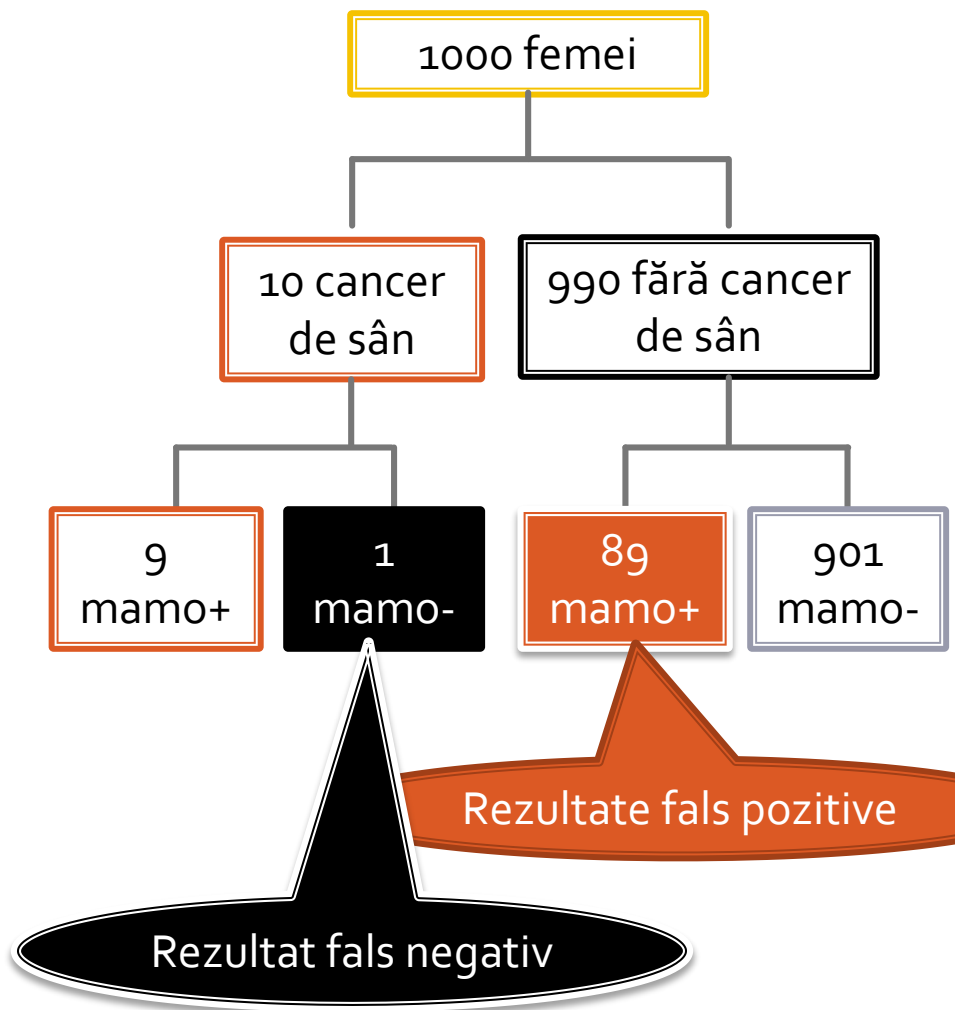 1000 femei
10 cancer
de sân
990 fără cancer
de sân
9
mamo+
1
mamo-
89
mamo+
901
mamo-
Rezultate fals pozitive
Rezultat fals negativ